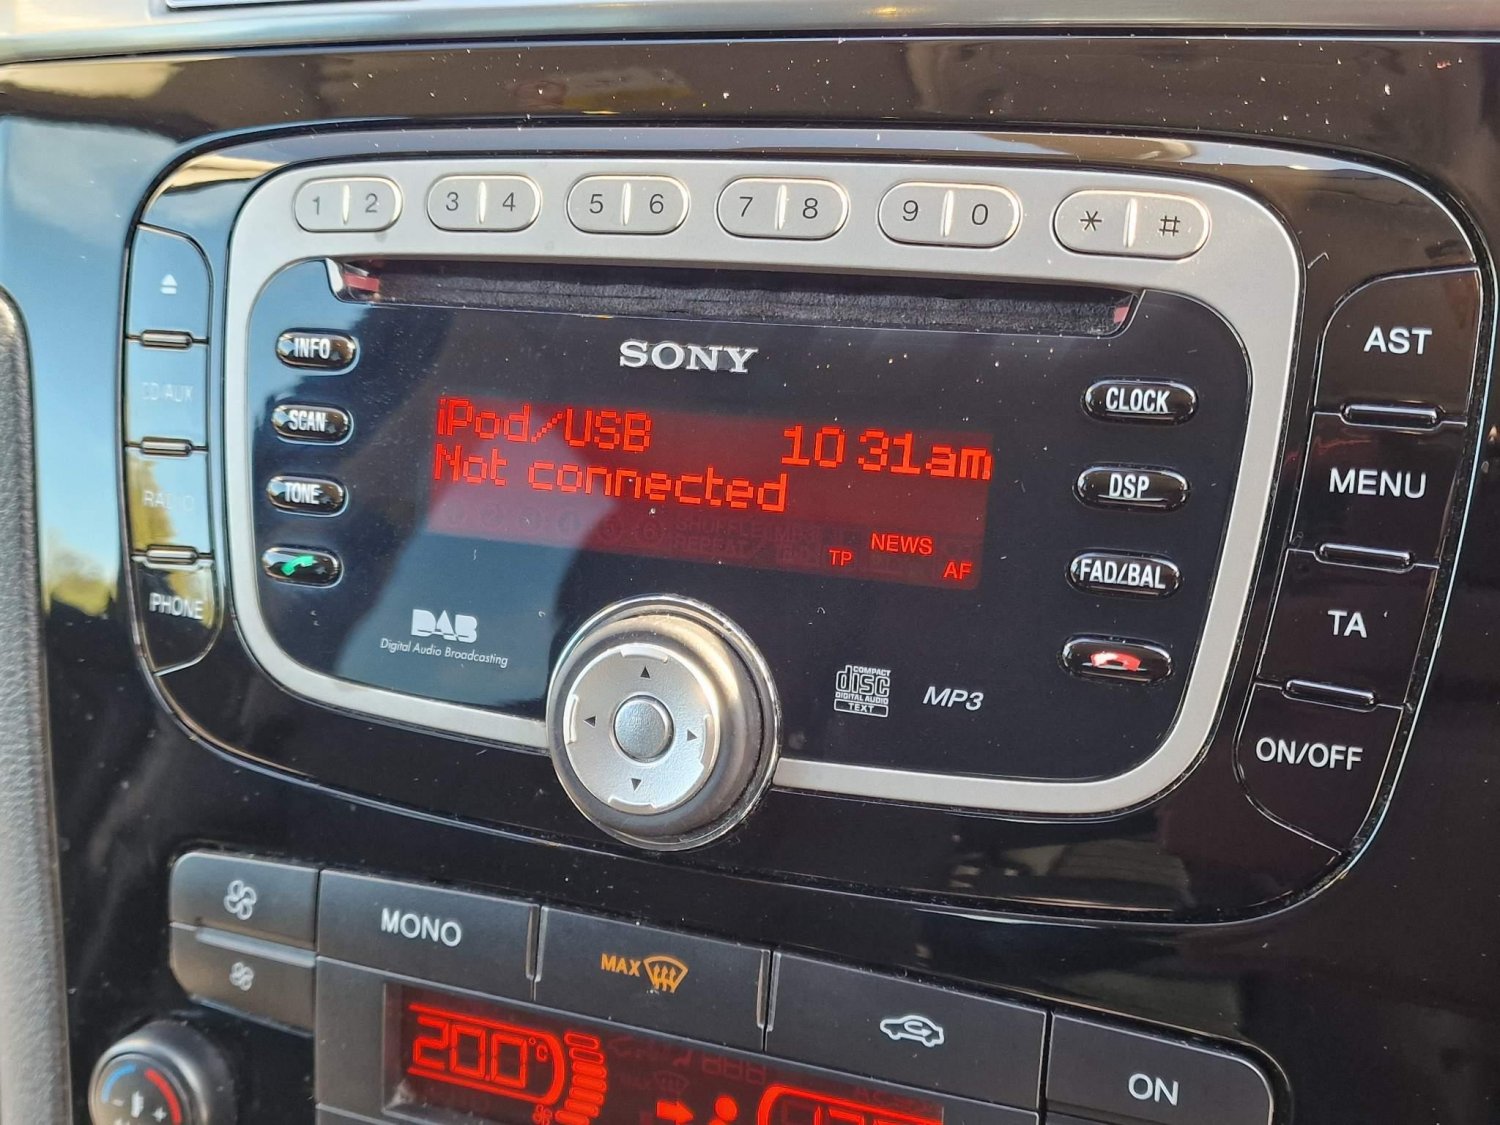 1 2 3 4 5 6 7 8 9 0 * #
INFO
SCAN
TONE
CD/AUX
RADIO
PHONE
SONY
iPod/USB 10 31am
Not connected
NEWS
TP
AF
DAB
Digital Audio Broadcasting
COMPACT
disc
DIGITAL AUDIO
TEXT
MP3
CLOCK
DSP
FAD/BAL
AST
MENU
TA
ON/OFF
MONO
MAX
ON
20.0°C